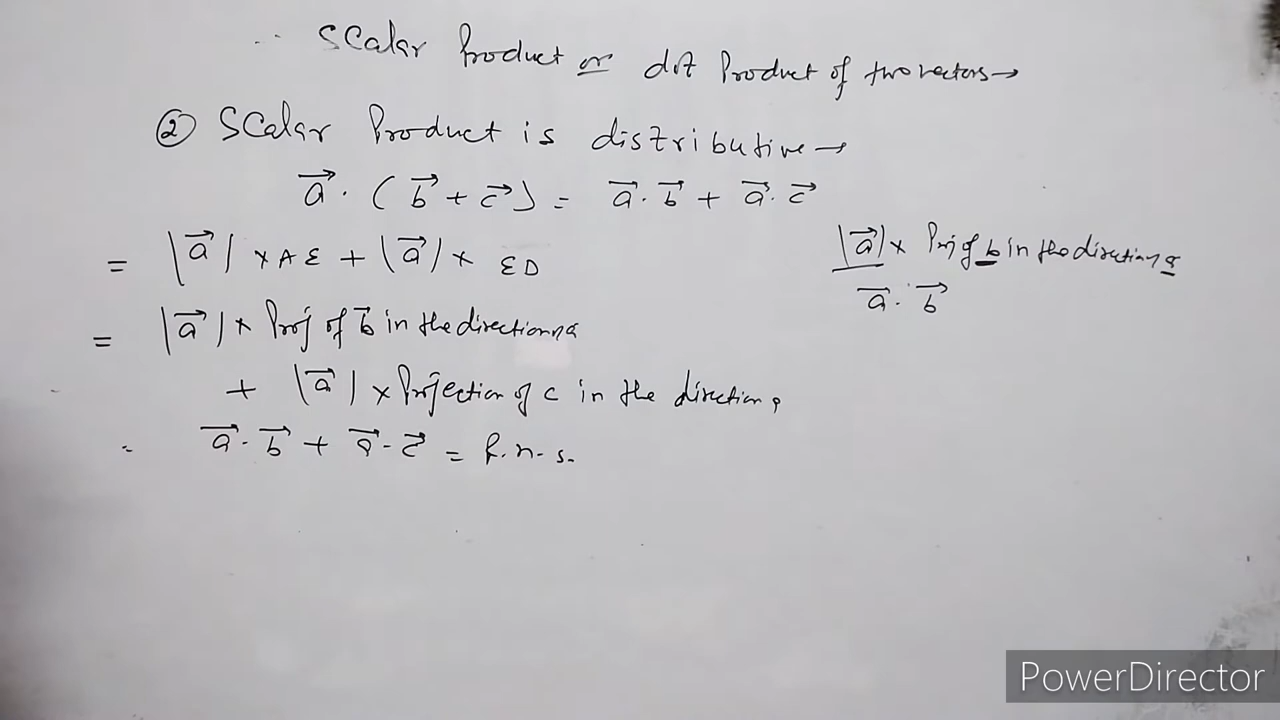 Scalar Product or dot Product of two vectors→
② Scalar Product is distributive→
a⃗ . ( b⃗ + c⃗ ) = a⃗ . b⃗ + a⃗ . c⃗
= |a⃗| × AE + |a⃗| × ED
|a⃗| × Proj of b in the direction a
a⃗ . b⃗
= |a⃗| × Proj of b⃗ in the direction a
+ |a⃗| × Projection of c in the direction a
= a⃗ . b⃗ + a⃗ . c⃗ = R.H.S.
PowerDirector